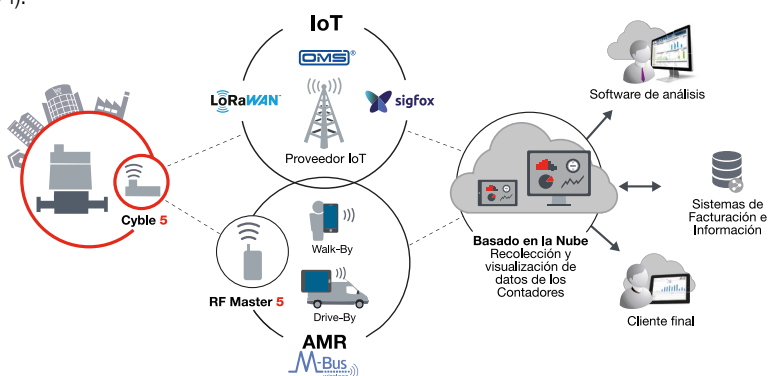 IoT
OMS
LoRaWAN
sigfox
Proveedor IoT
Cyble 5
RF Master 5
Walk-By
Drive-By
AMR
M-Bus
wireless
Basado en la Nube
Recolección y
visualización de
datos de los
Contadores
Software de análisis
Sistemas de
Facturación e
Información
Cliente final